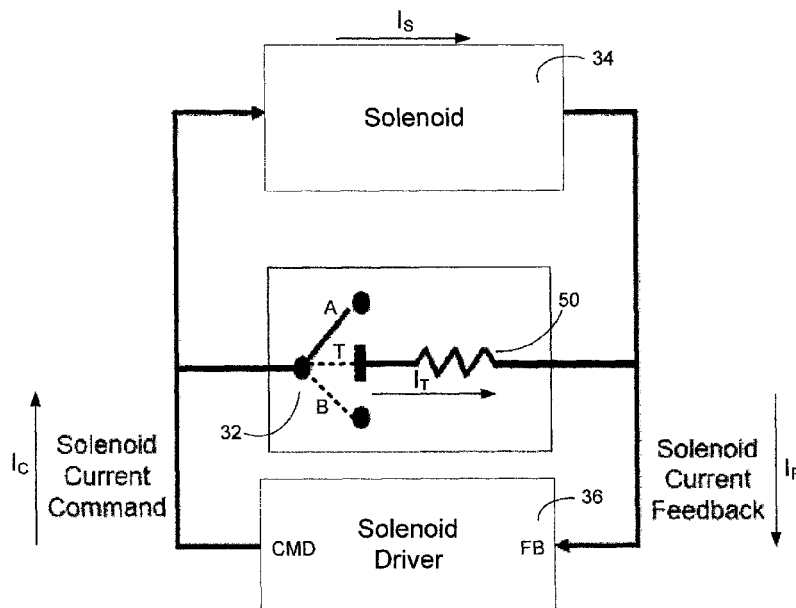 I_S
34
Solenoid
A
T
B
32
50
I_T
I_C
Solenoid
Current
Command
Solenoid
Current
Feedback
I_F
36
CMD
Solenoid
Driver
FB